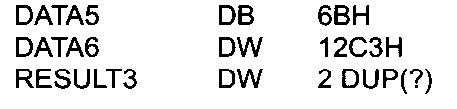 DATA5 DB 6BH
DATA6 DW 12C3H
RESULT3 DW 2 DUP(?)